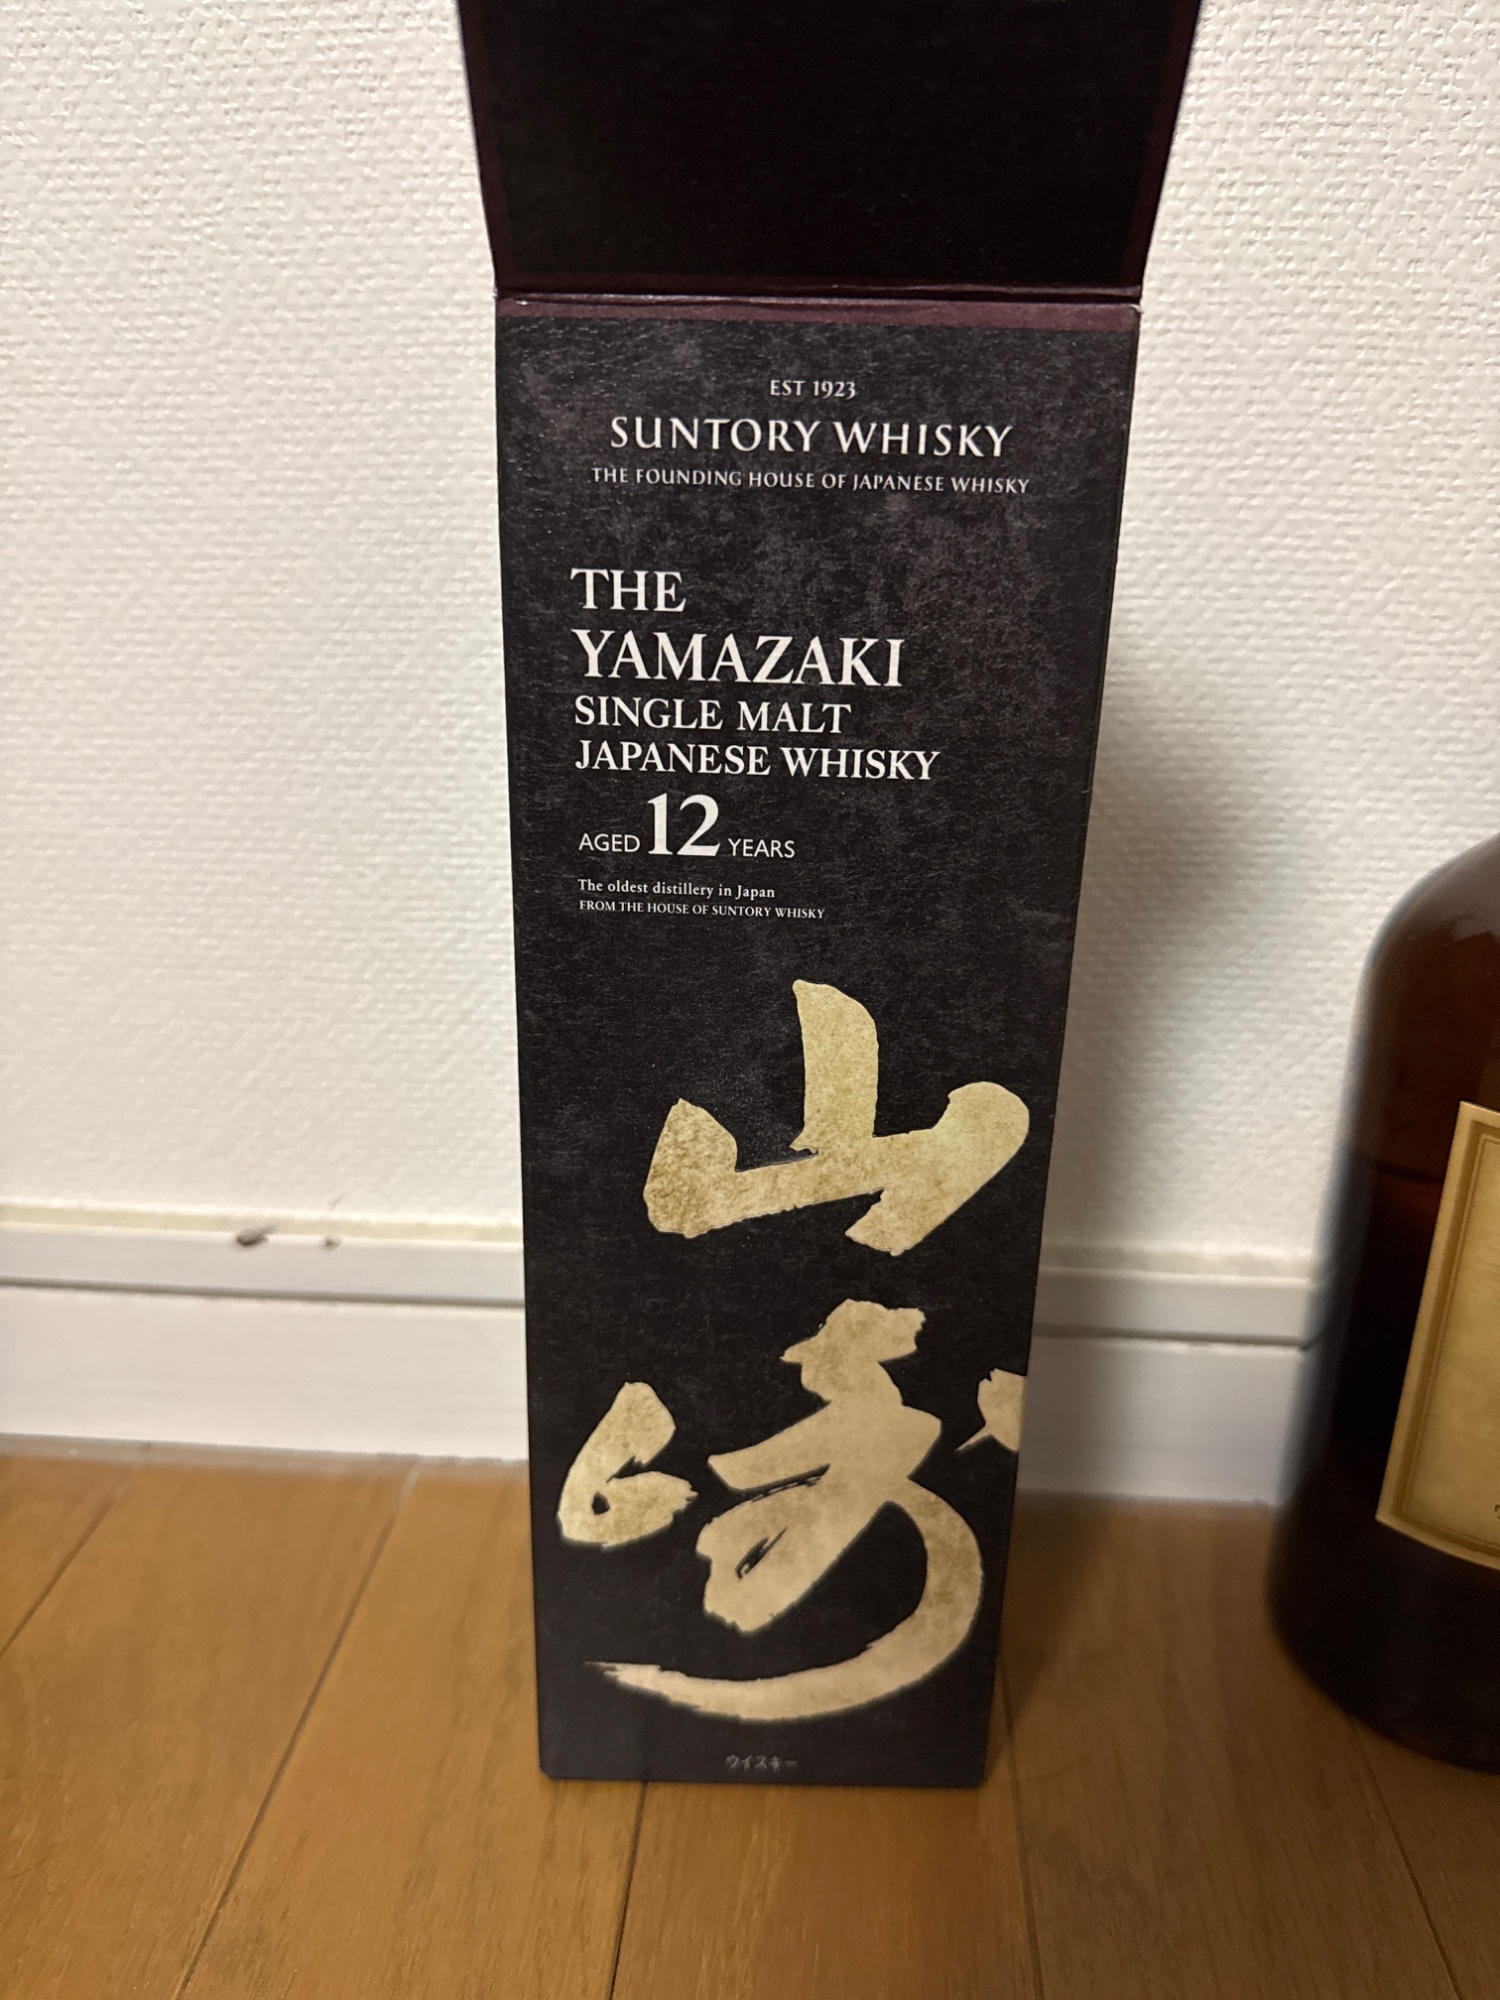 EST 1923
SUNTORY WHISKY
THE FOUNDING HOUSE OF JAPANESE WHISKY
THE
YAMAZAKI
SINGLE MALT
JAPANESE WHISKY
AGED 12 YEARS
The oldest distillery in Japan
FROM THE HOUSE OF SUNTORY WHISKY
山
崎
ウイスキー